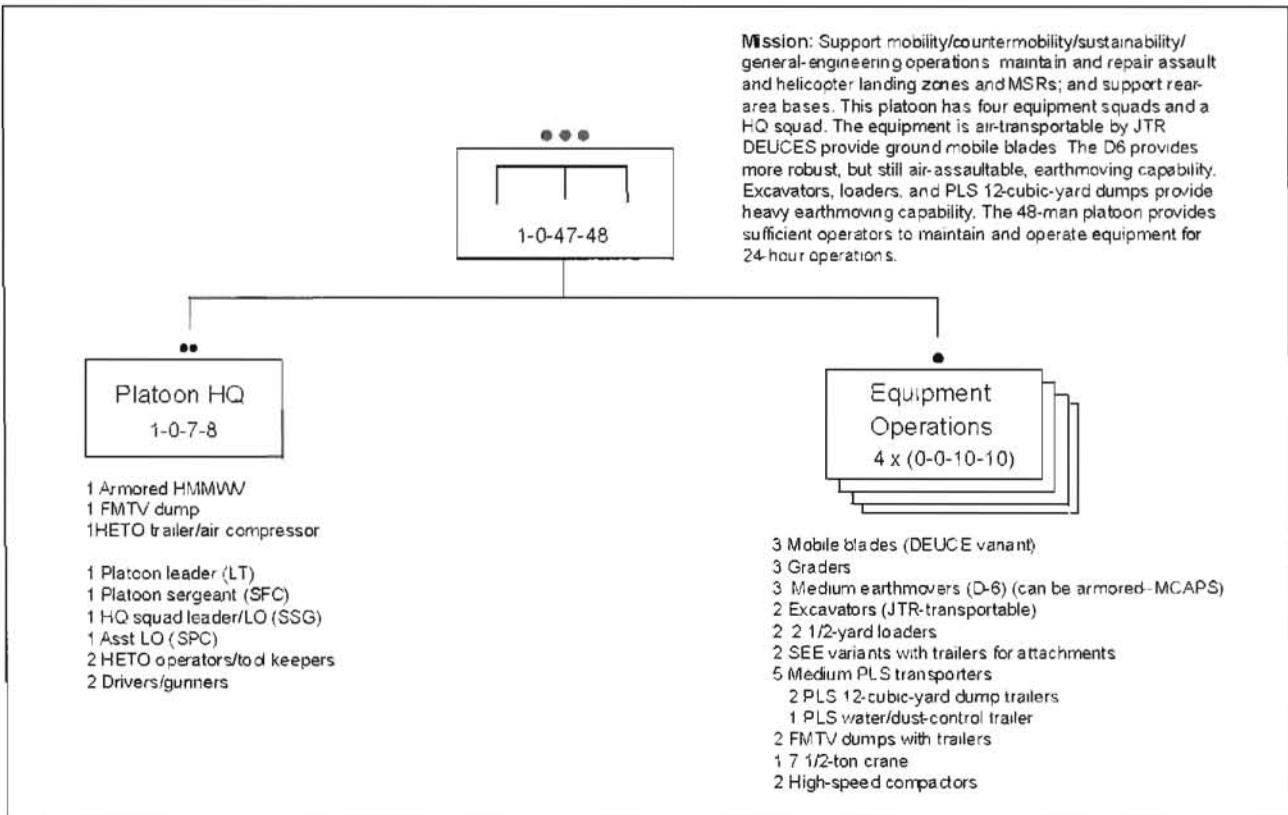 Mission: Support mobility/countermobility/sustainability/
general-engineering operations maintain and repair assault
and helicopter landing zones and MSRs; and support rear-
area bases. This platoon has four equipment squads and a
HQ squad. The equipment is air-transportable by JTR
DEUCES provide ground mobile blades The D6 provides
more robust, but still air-assaultable, earthmoving capability.
Excavators, loaders, and PLS 12-cubic-yard dumps provide
heavy earthmoving capability. The 48-man platoon provides
sufficient operators to maintain and operate equipment for
24-hour operations.
1-0-47-48
Platoon HQ
1-0-7-8
1 Armored HMMWV
1 FMTV dump
1HETO trailer/air compressor
1 Platoon leader (LT)
1 Platoon sergeant (SFC)
1 HQ squad leader/LO (SSG)
1 Asst LO (SPC)
2 HETO operators/tool keepers
2 Drivers/gunners
Equipment
Operations
4 x (0-0-10-10)
3 Mobile blades (DEUCE variant)
3 Graders
3 Medium earthmovers (D-6) (can be armored--MCAPS)
2 Excavators (JTR-transportable)
2 2 1/2-yard loaders
2 SEE variants with trailers for attachments
5 Medium PLS transporters
2 PLS 12-cubic-yard dump trailers
1 PLS water/dust-control trailer
2 FMTV dumps with trailers
1 7 1/2-ton crane
2 High-speed compactors